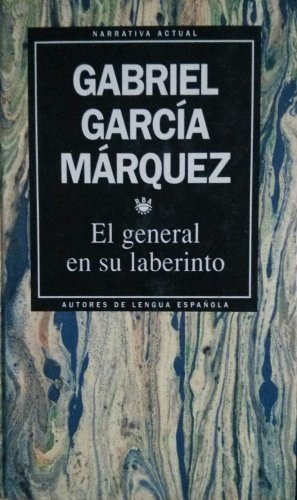 NARRATIVA ACTUAL
GABRIEL
GARCÍA
MÁRQUEZ
El general
en su laberinto
AUTORES DE LENGUA ESPAÑOLA